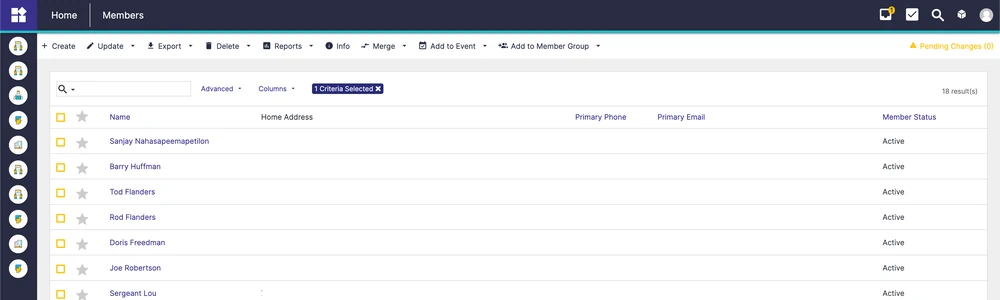 Home Members 1
Create Update Export Delete Reports Info Merge Add to Event Add to Member Group Pending Changes (0)
Advanced Columns 1 Criteria Selected 18 result(s)
Name Home Address Primary Phone Primary Email Member Status
Sanjay Nahasapeemapetilon Active
Barry Huffman Active
Tod Flanders Active
Rod Flanders Active
Doris Freedman Active
Joe Robertson Active
Sergeant Lou Active